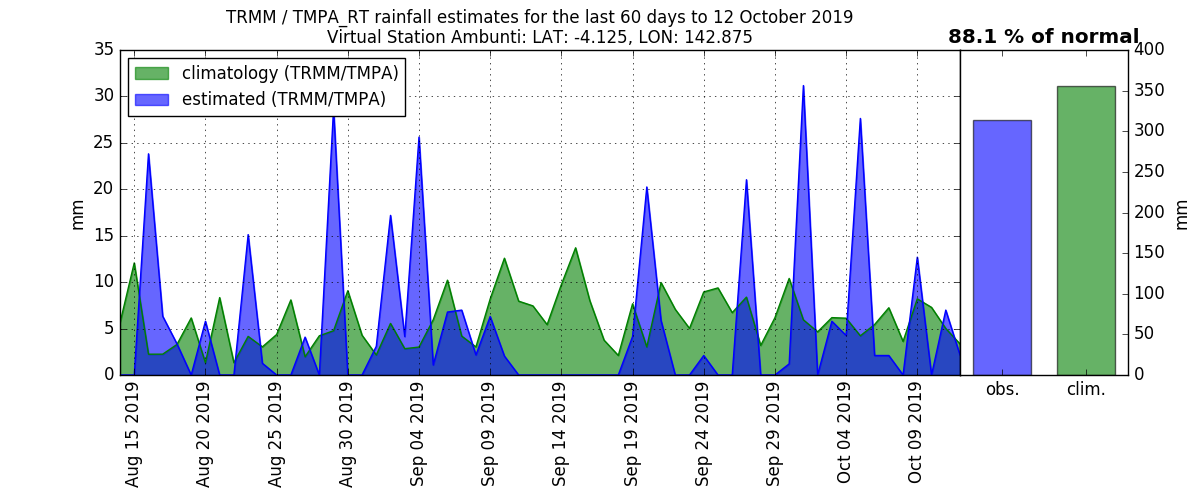 TRMM / TMPA_RT rainfall estimates for the last 60 days to 12 October 2019
Virtual Station Ambunti: LAT: -4.125, LON: 142.875
88.1 % of normal
climatology (TRMM/TMPA)
estimated (TRMM/TMPA)
35
30
25
20
15
10
5
0
mm
Aug 15 2019
Aug 20 2019
Aug 25 2019
Aug 30 2019
Sep 04 2019
Sep 09 2019
Sep 14 2019
Sep 19 2019
Sep 24 2019
Sep 29 2019
Oct 04 2019
Oct 09 2019
obs.
clim.
400
350
300
250
200
150
100
50
0
mm